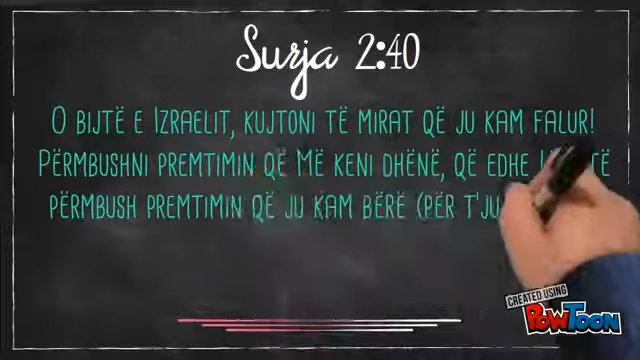 Surja 2:40
O BIJTË E IZRAELIT, KUJTONI TË MIRAT QË JU KAM FALUR!
PËRMBUSHNI PREMTIMIN QË MË KENI DHËNË, QË EDHE TË
PËRMBUSH PREMTIMIN QË JU KAM BËRË (PËR T'JU
CREATED USING
POWTOON